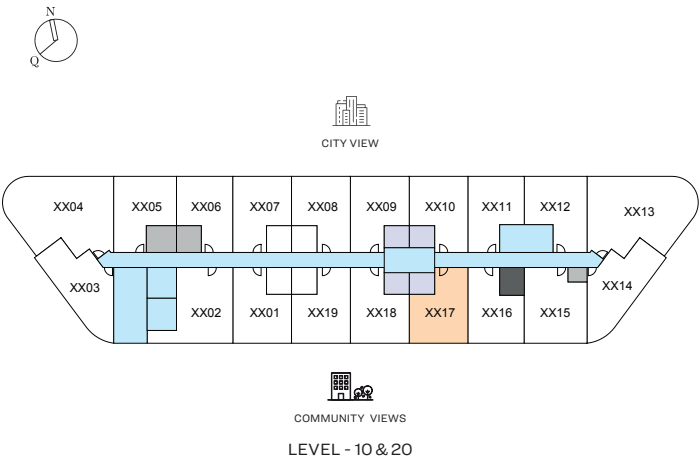 N
Q
CITY VIEW
XX04 XX05 XX06 XX07 XX08 XX09 XX10 XX11 XX12 XX13
XX03 XX14
XX02 XX01 XX19 XX18 XX17 XX16 XX15
COMMUNITY VIEWS
LEVEL - 10 & 20